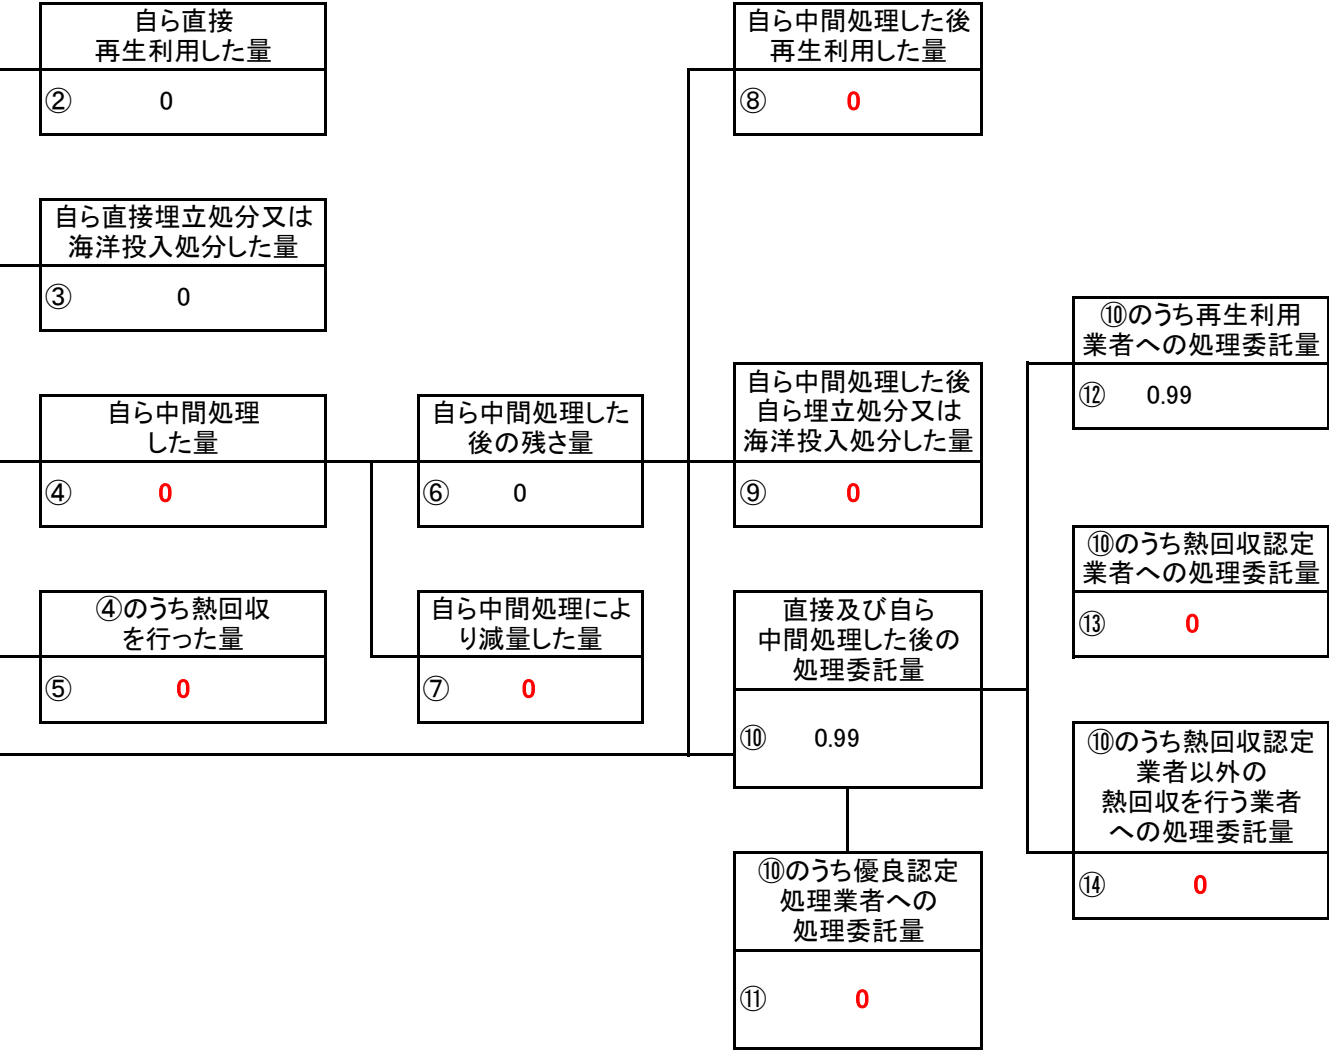 自ら直接
再生利用した量
② 0
自ら中間処理した後
再生利用した量
⑧ 0
自ら直接埋立処分又は
海洋投入処分した量
③ 0
⑩のうち再生利用
業者への処理委託量
⑫ 0.99
自ら中間処理
した量
④ 0
自ら中間処理した
後の残さ量
⑥ 0
自ら中間処理した後
自ら埋立処分又は
海洋投入処分した量
⑨ 0
⑩のうち熱回収認定
業者への処理委託量
⑬ 0
④のうち熱回収
を行った量
⑤ 0
自ら中間処理によ
り減量した量
⑦ 0
直接及び自ら
中間処理した後の
処理委託量
⑩ 0.99
⑩のうち熱回収認定
業者以外の
熱回収を行う業者
への処理委託量
⑭ 0
⑩のうち優良認定
処理業者への
処理委託量
⑪ 0